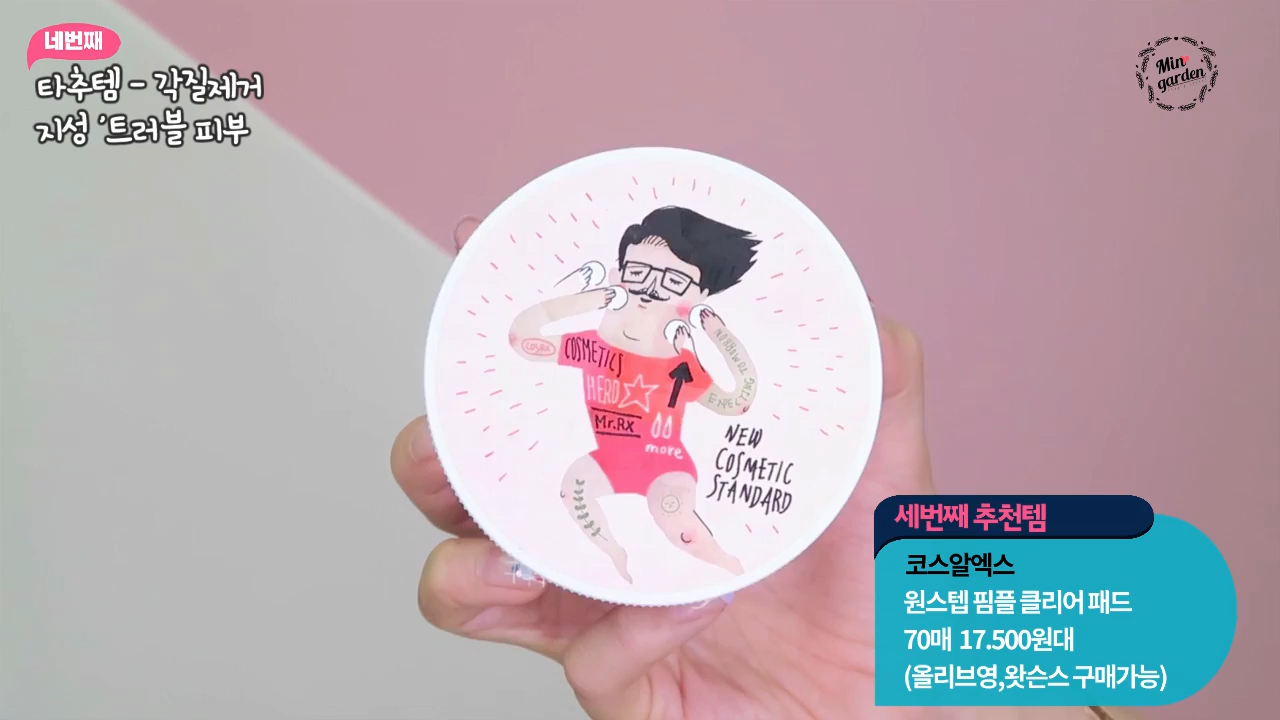 네번째
타추템 - 각질제거
지성 '트러블 피부
Min
garden
COSRX
COSMETICS
HERO
Mr.RX
more
TOMORROW
EXPECTING
NEW
COSMETIC
STANDARD
세번째 추천템
코스알엑스
원스텝 핌플 클리어 패드
70매 17.500원대
(올리브영,왓슨스 구매가능)